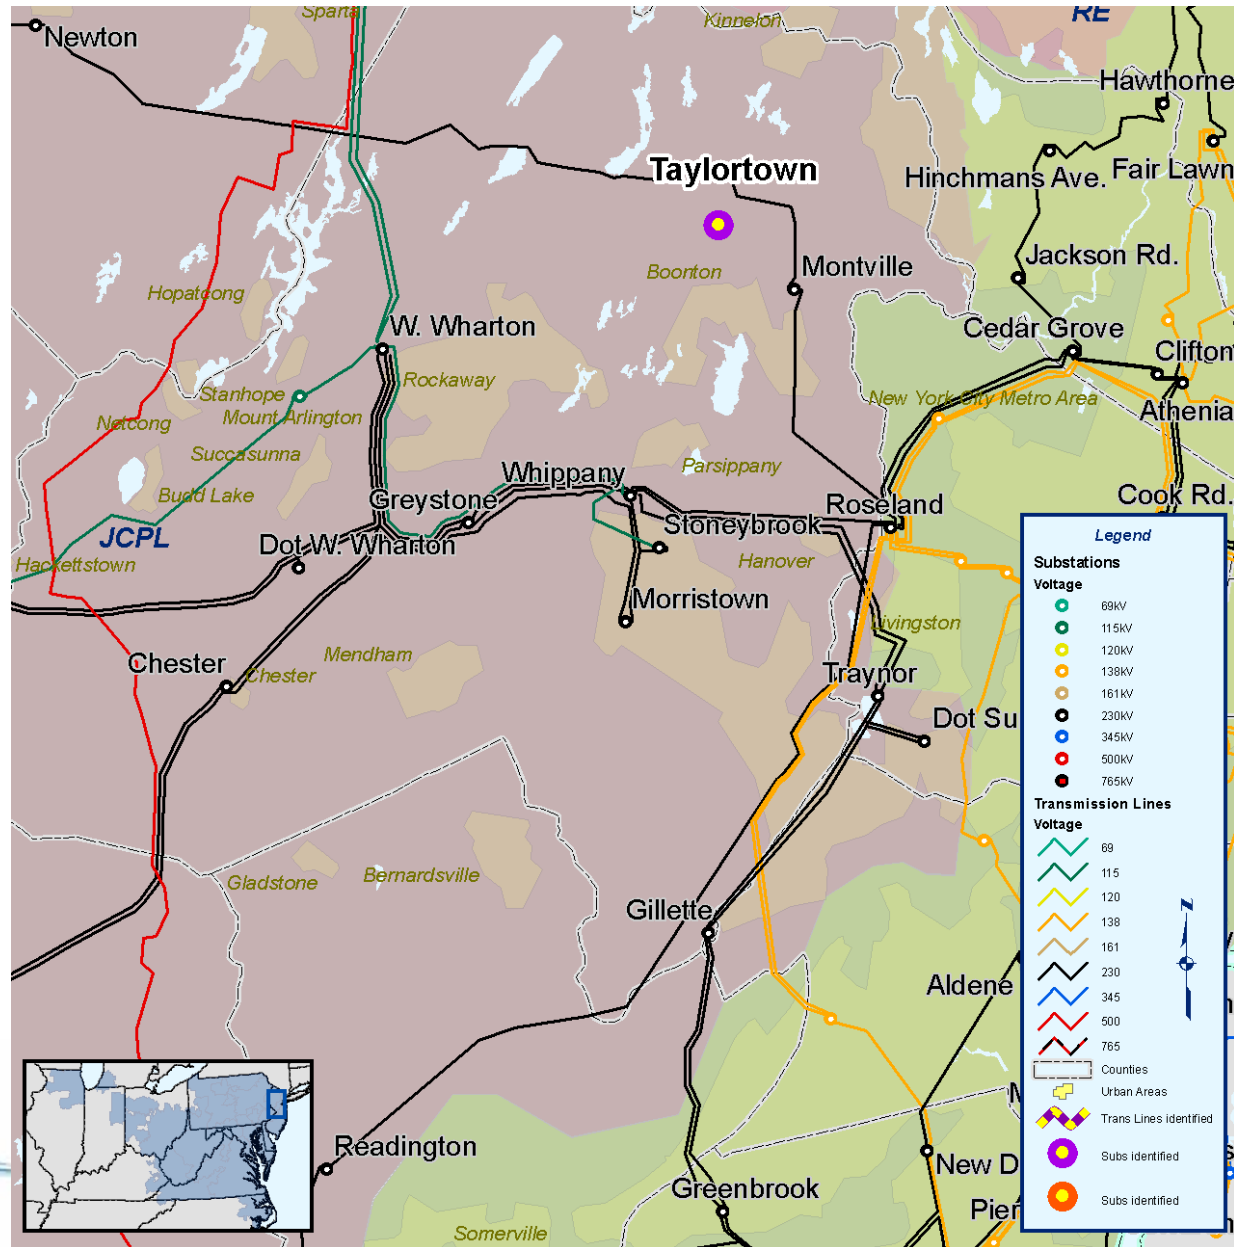 Sparta
Kinnelon
RE
Newton
Hawthorne
Taylortown
Hinchmans Ave.
Fair Lawn
Jackson Rd.
Boonton
Montville
Hopatcong
W. Wharton
Cedar Grove
Clifton
Rockaway
Stanhope
Mount Arlington
New York City Metro Area
Athenia
Netcong
Succasunna
Parsippany
Budd Lake
Whippany
Cook Rd.
Greystone
Roseland
Stoneybrook
JCPL
Dot W. Wharton
Hackettstown
Hanover
Morristown
Livingston
Mendham
Chester
Chester
Traynor
Dot Su
Gladstone
Bernardsville
Gillette
Aldene
Readington
New D
Greenbrook
Pier
Somerville
Legend
Substations
Voltage
69kV
115kV
120kV
138kV
161kV
230kV
345kV
500kV
765kV
Transmission Lines
Voltage
69
115
120
138
161
230
345
500
765
Counties
Urban Areas
Trans Lines identified
Subs identified
Subs identified
N